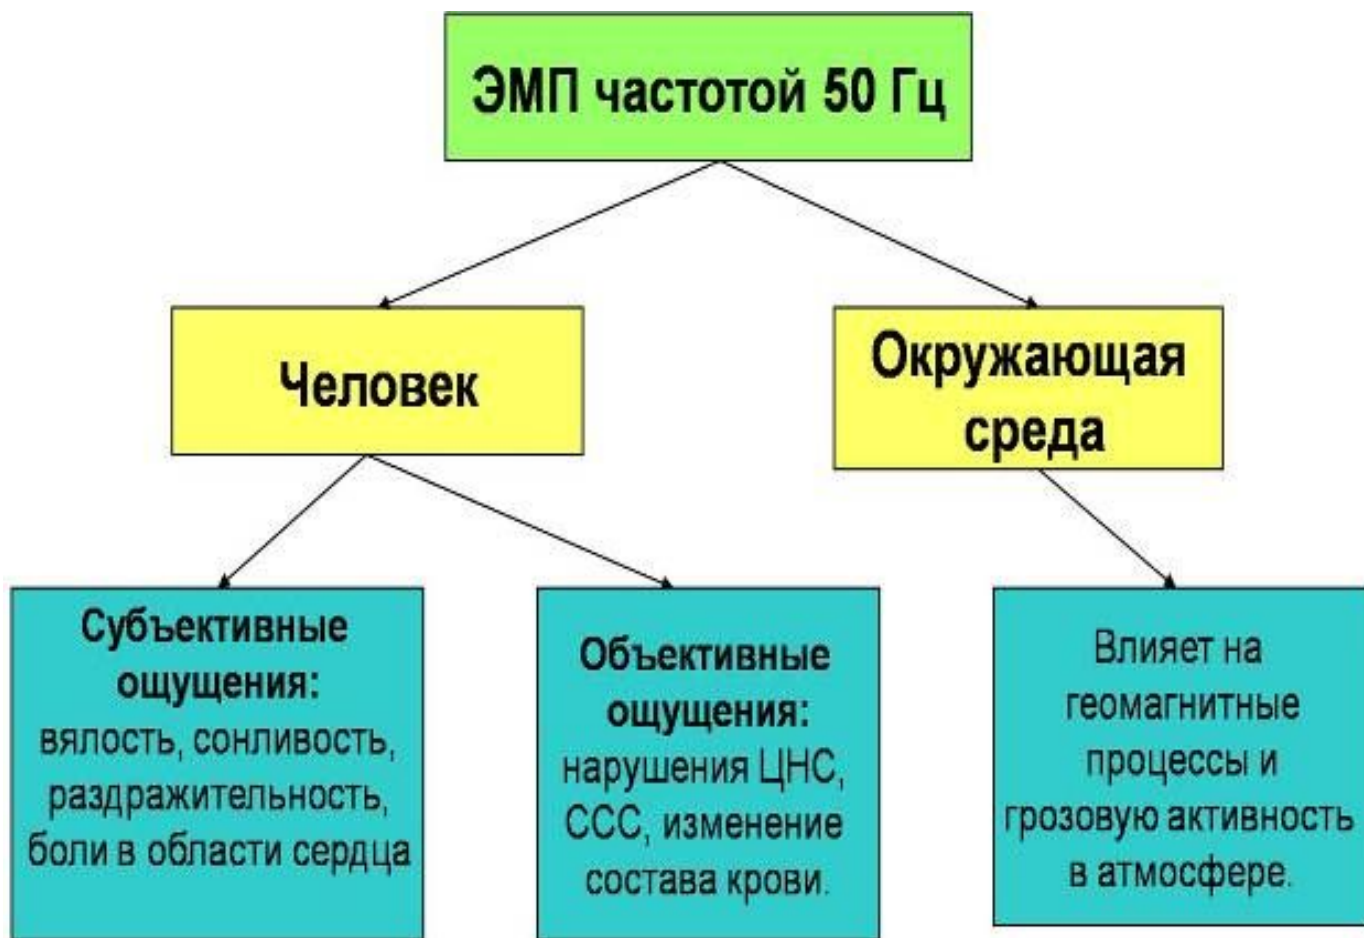 ЭМП частотой 50 Гц
Человек
Окружающая
среда
Субъективные
ощущения:
вялость, сонливость,
раздражительность,
боли в области сердца
Объективные
ощущения:
нарушения ЦНС,
ССС, изменение
состава крови.
Влияет на
геомагнитные
процессы и
грозовую активность
в атмосфере.